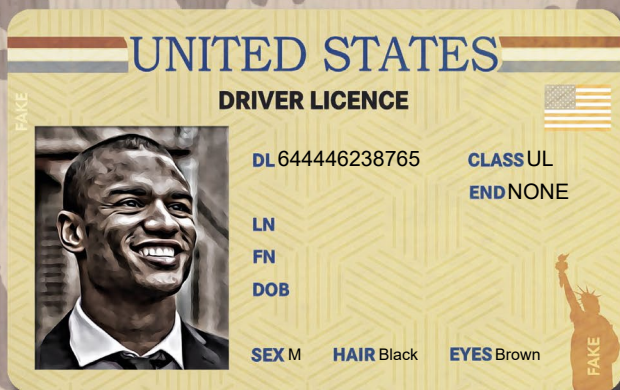 UNITED STATES
DRIVER LICENCE
FAKE
DL 644446238765 CLASS UL
END NONE
LN
FN
DOB
SEX M HAIR Black EYES Brown
FAKE